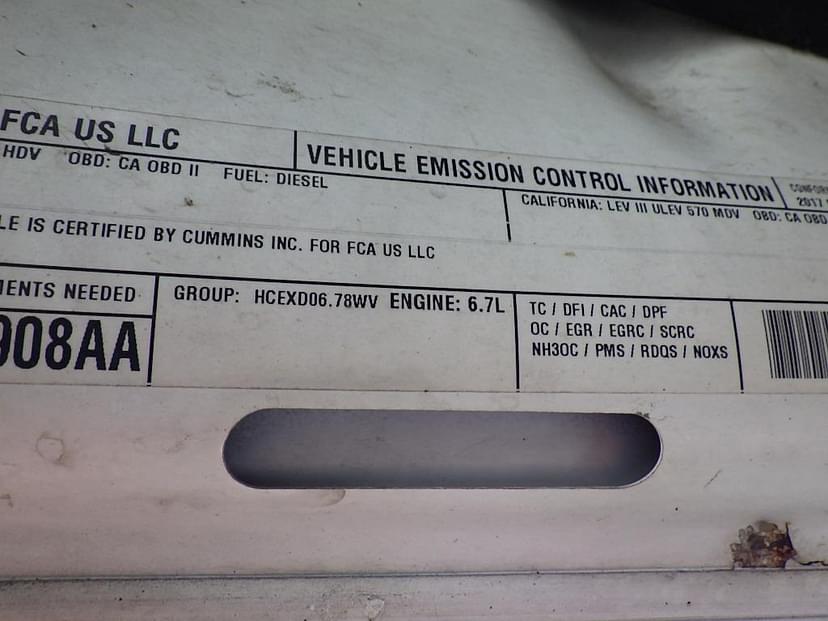 FCA US LLC
VEHICLE EMISSION CONTROL INFORMATION
2017
HDV OBD: CA OBD II FUEL: DIESEL
CALIFORNIA: LEV III ULEV 570 MDV OBD: CA OBD
LE IS CERTIFIED BY CUMMINS INC. FOR FCA US LLC
MENTS NEEDED
908AA
GROUP: HCEXD06.78WV ENGINE: 6.7L
TC / DFI / CAC / DPF
OC / EGR / EGRC / SCRC
NH3OC / PMS / RDQS / NOXS